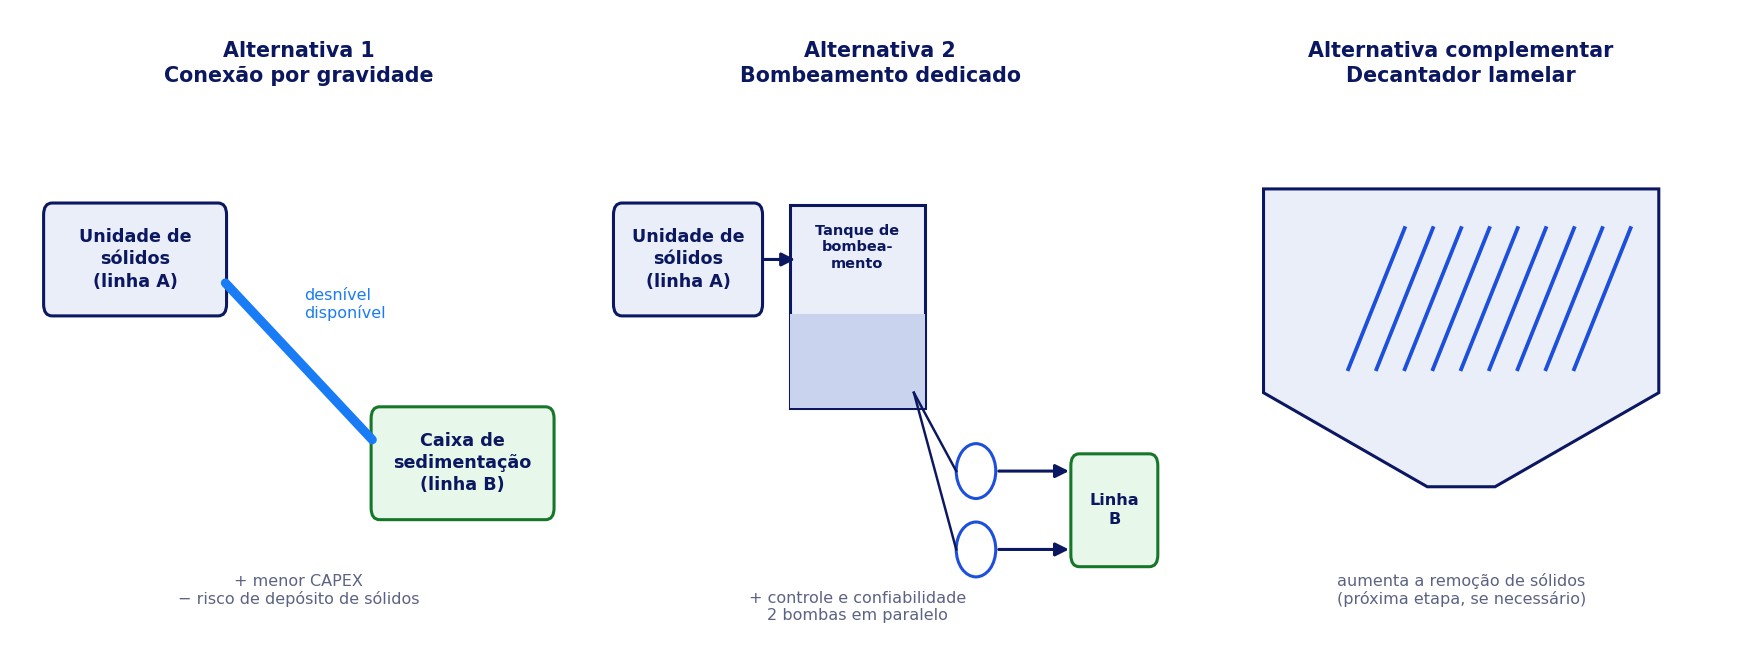 Alternativa 1
Conexão por gravidade
Unidade de
sólidos
(linha A)
desnível
disponível
Caixa de
sedimentação
(linha B)
+ menor CAPEX
− risco de depósito de sólidos
Alternativa 2
Bombeamento dedicado
Unidade de
sólidos
(linha A)
Tanque de
bombea-
mento
Linha
B
+ controle e confiabilidade
2 bombas em paralelo
Alternativa complementar
Decantador lamelar
aumenta a remoção de sólidos
(próxima etapa, se necessário)